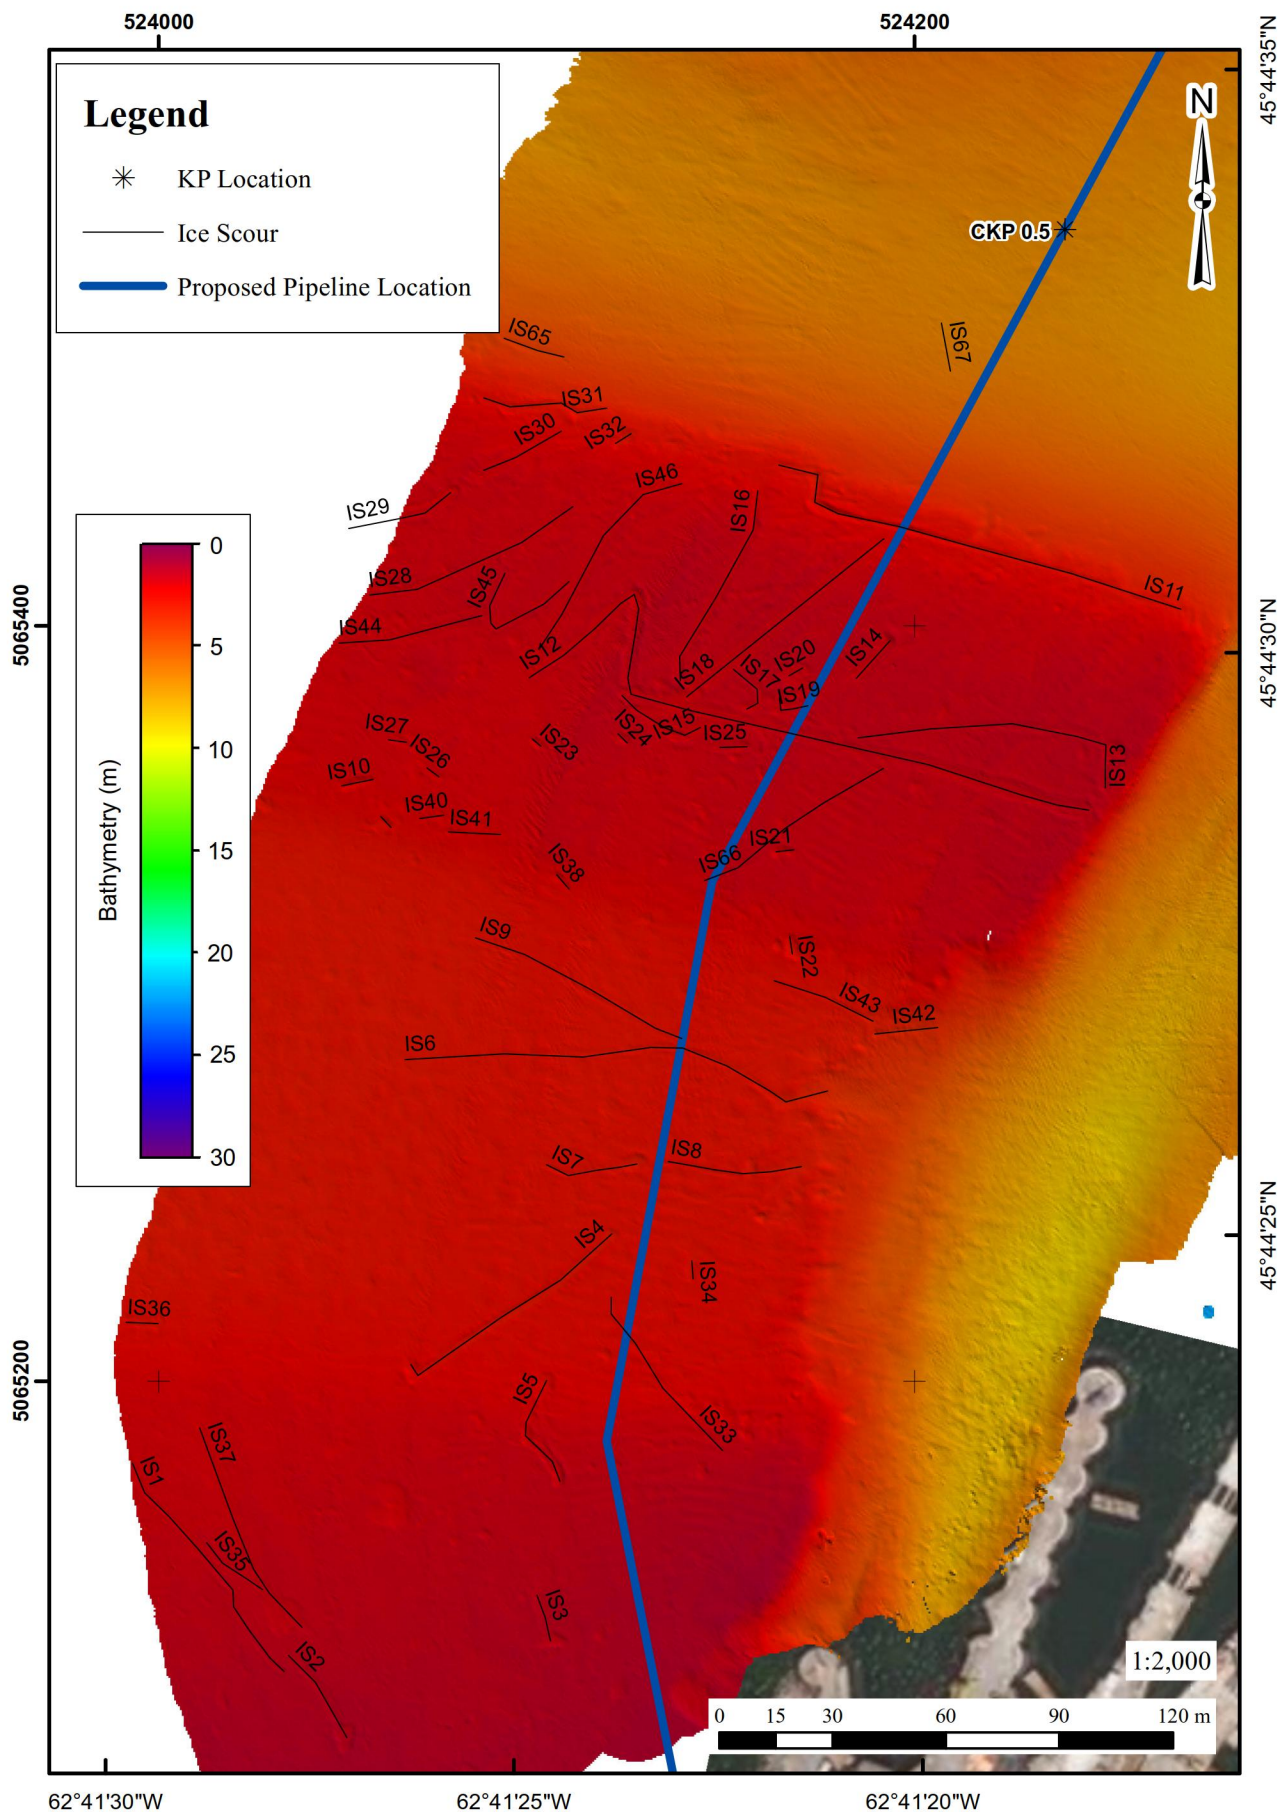 524000
524200
45°44'35"N
Legend
KP Location
Ice Scour
Proposed Pipeline Location
N
CKP 0.5
IS65
IS67
IS31
IS30
IS32
IS46
IS16
IS29
IS28
IS45
IS11
5065400
IS44
IS12
IS18
IS17
IS20
IS14
45°44'30"N
IS19
IS27
IS26
IS23
IS24
IS15
IS25
IS13
IS10
IS40
IS41
IS38
IS66
IS21
Bathymetry (m)
0
5
10
15
20
25
30
IS9
IS22
IS43
IS42
IS6
IS7
IS8
IS4
IS34
45°44'25"N
IS36
5065200
IS5
IS33
IS37
IS1
IS35
IS3
IS2
1:2,000
0 15 30 60 90 120 m
62°41'30"W
62°41'25"W
62°41'20"W